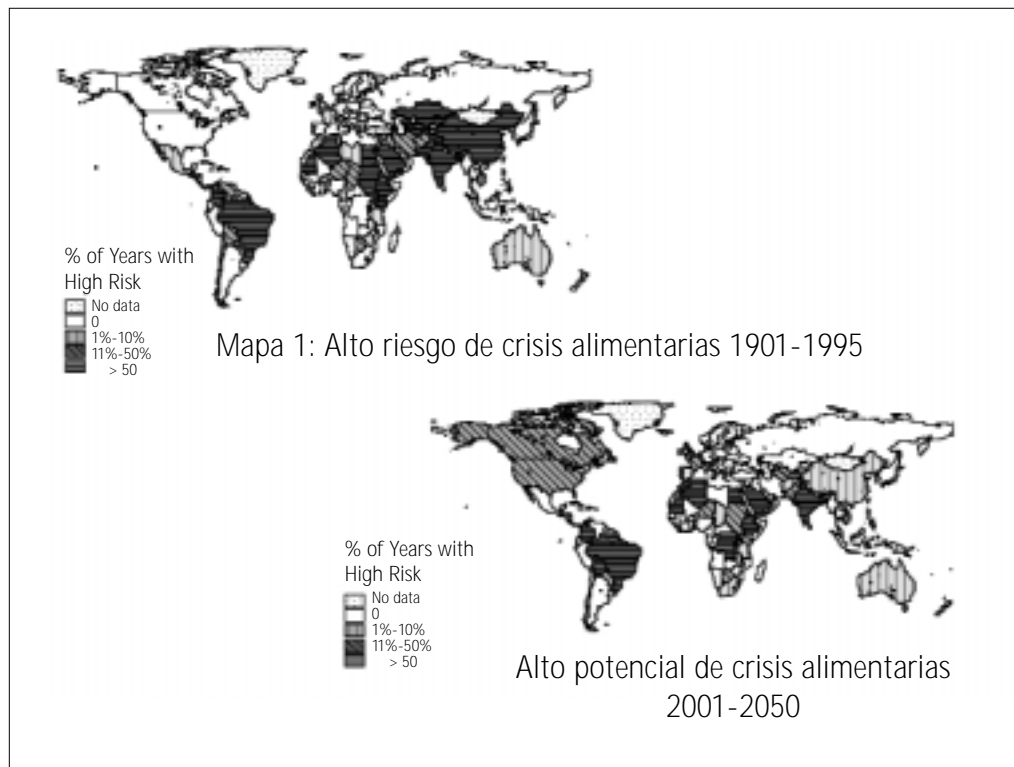 % of Years with
High Risk
No data
0
1%-10%
11%-50%
> 50
Mapa 1: Alto riesgo de crisis alimentarias 1901-1995
% of Years with
High Risk
No data
0
1%-10%
11%-50%
> 50
Alto potencial de crisis alimentarias
2001-2050